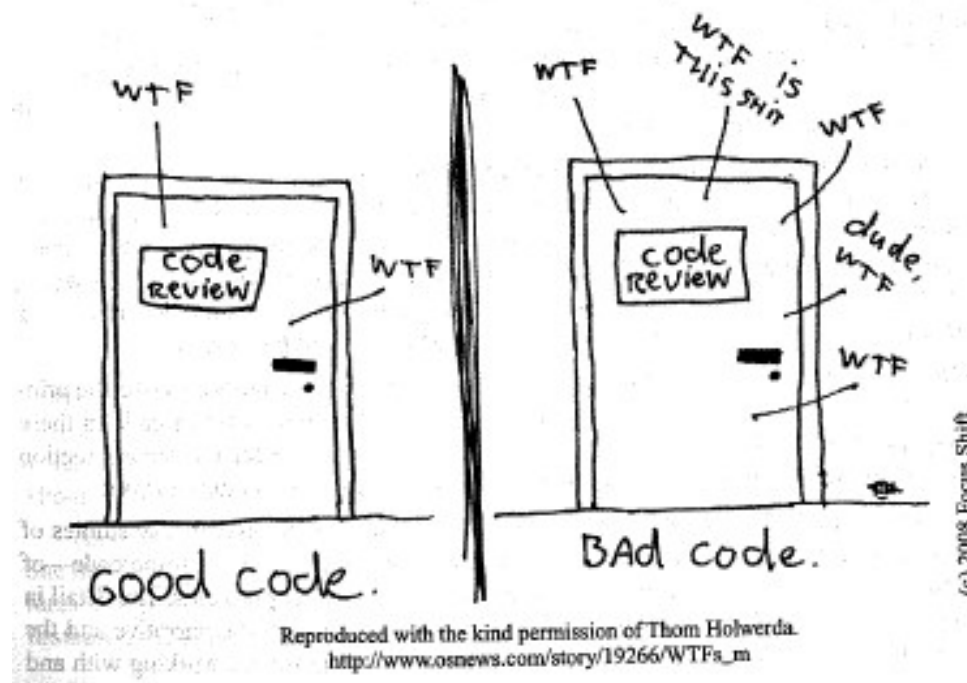 WTF
CODE
REVIEW
WTF
GOOD CODE.
WTF
WTF IS
THIS SHIT
WTF
CODE
REVIEW
dude,
WTF
WTF
BAd CODE.
(c) 2008 Focus Shift
Reproduced with the kind permission of Thom Holwerda.
http://www.osnews.com/story/19266/WTFs_m